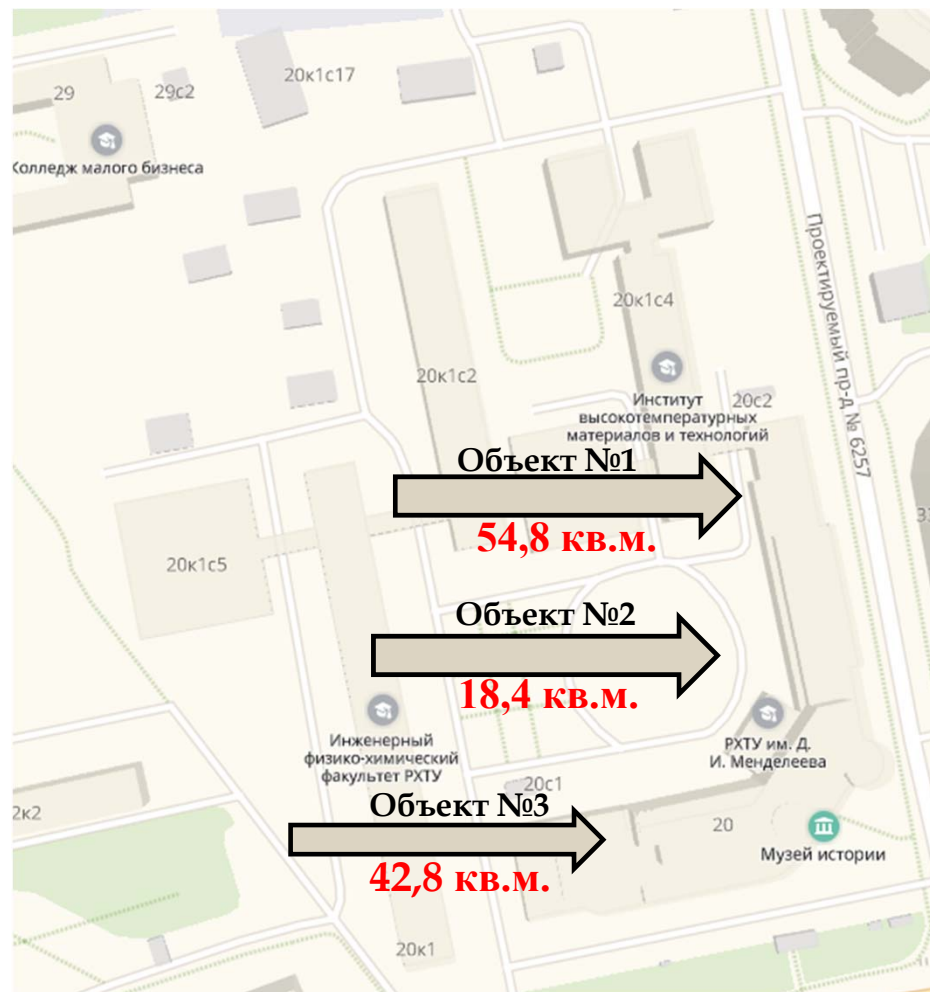 20к1с17
29
29с2
Колледж малого бизнеса
Проектируемый пр-д № 6257
20к1с4
20к1с2
20с2
Институт
высокотемпературных
материалов и технологий
Объект №1
54,8 кв.м.
20к1с5
Объект №2
18,4 кв.м.
Инженерный
физико-химический
факультет РХТУ
РХТУ им. Д.
И. Менделеева
20с1
Объект №3
2к2
20
42,8 кв.м.
Музей истории
20к1